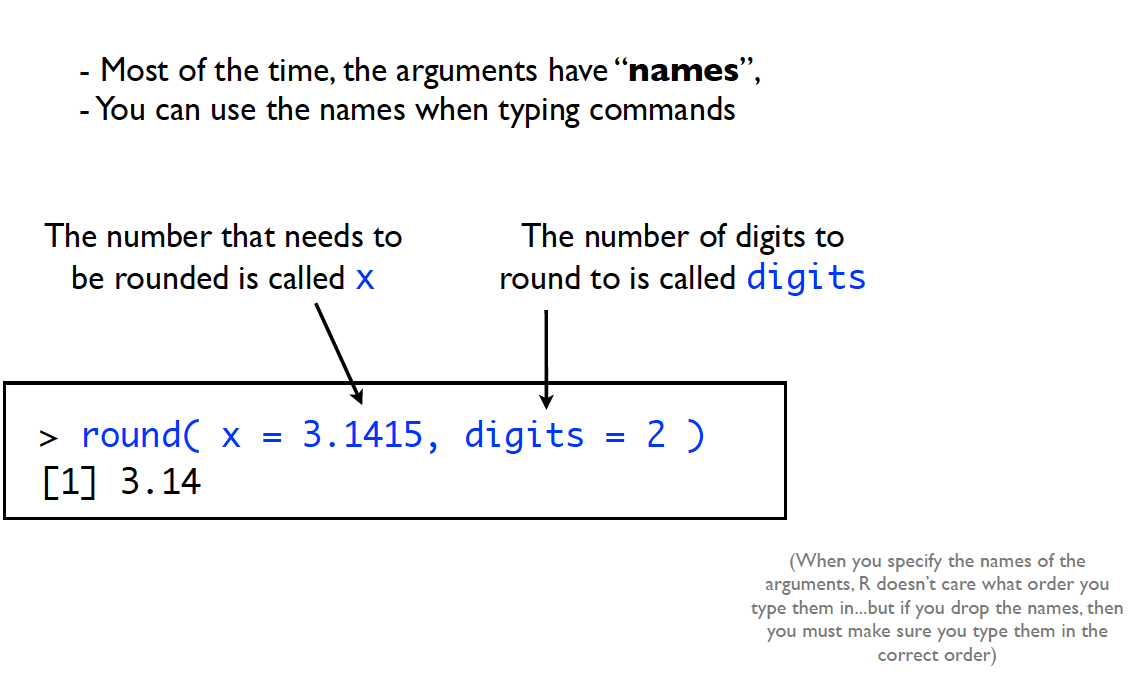 - Most of the time, the arguments have “names”,
- You can use the names when typing commands
The number that needs to
be rounded is called x
The number of digits to
round to is called digits
> round( x = 3.1415, digits = 2 )
[1] 3.14
(When you specify the names of the
arguments, R doesn’t care what order you
type them in...but if you drop the names, then
you must make sure you type them in the
correct order)